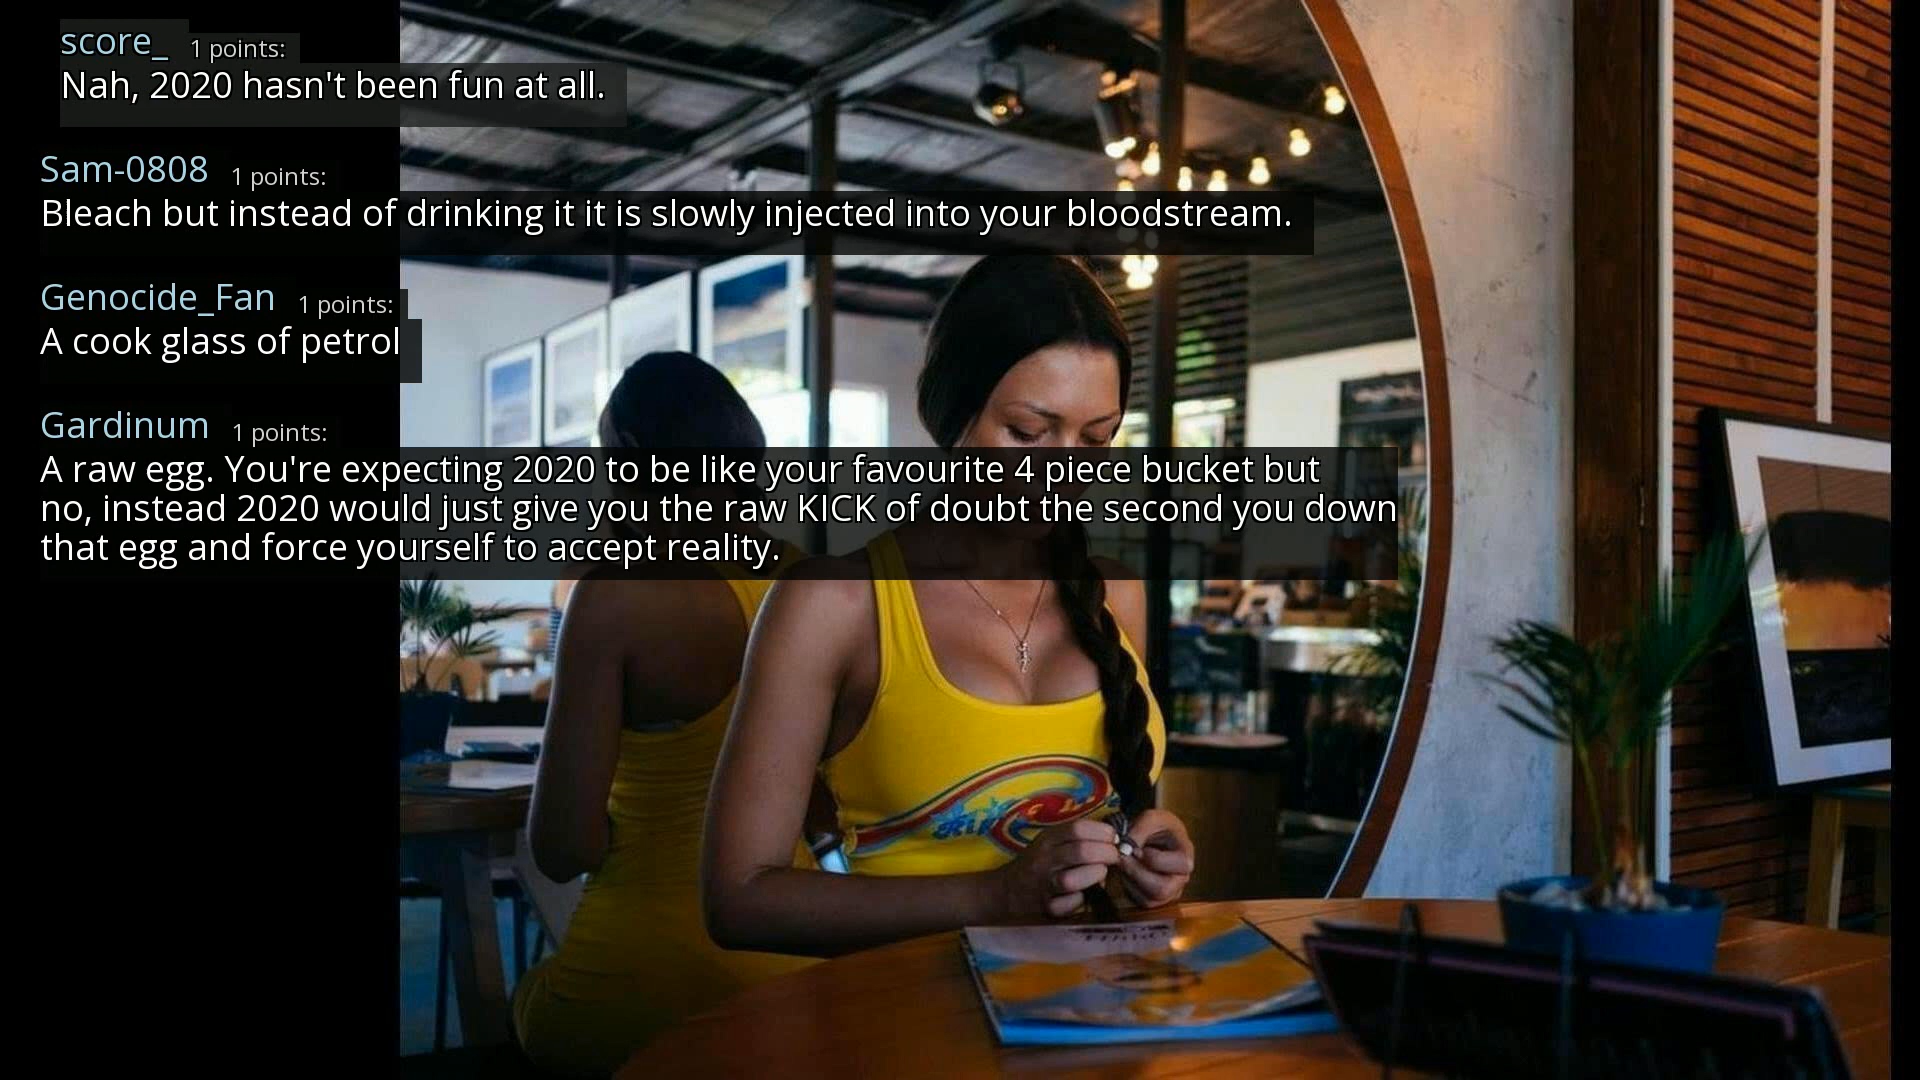 score_ 1 points:
Nah, 2020 hasn't been fun at all.
Sam-0808 1 points:
Bleach but instead of drinking it it is slowly injected into your bloodstream.
Genocide_Fan 1 points:
A cook glass of petrol
Gardinum 1 points:
A raw egg. You're expecting 2020 to be like your favourite 4 piece bucket but
no, instead 2020 would just give you the raw KICK of doubt the second you down
that egg and force yourself to accept reality.